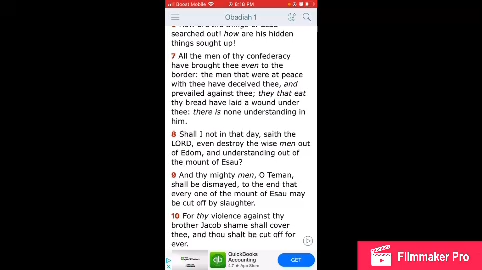 Boost Mobile 8:18 PM
Obadiah 1
searched out! how are his hidden
things sought up!
7 All the men of thy confederacy
have brought thee even to the
border: the men that were at peace
with thee have deceived thee, and
prevailed against thee; they that eat
thy bread have laid a wound under
thee: there is none understanding in
him.
8 Shall I not in that day, saith the
LORD, even destroy the wise men out
of Edom, and understanding out of
the mount of Esau?
9 And thy mighty men, O Teman,
shall be dismayed, to the end that
every one of the mount of Esau may
be cut off by slaughter.
10 For thy violence against thy
brother Jacob shame shall cover
thee, and thou shalt be cut off for
ever.
QuickBooks
Accounting
GET
Filmmaker Pro